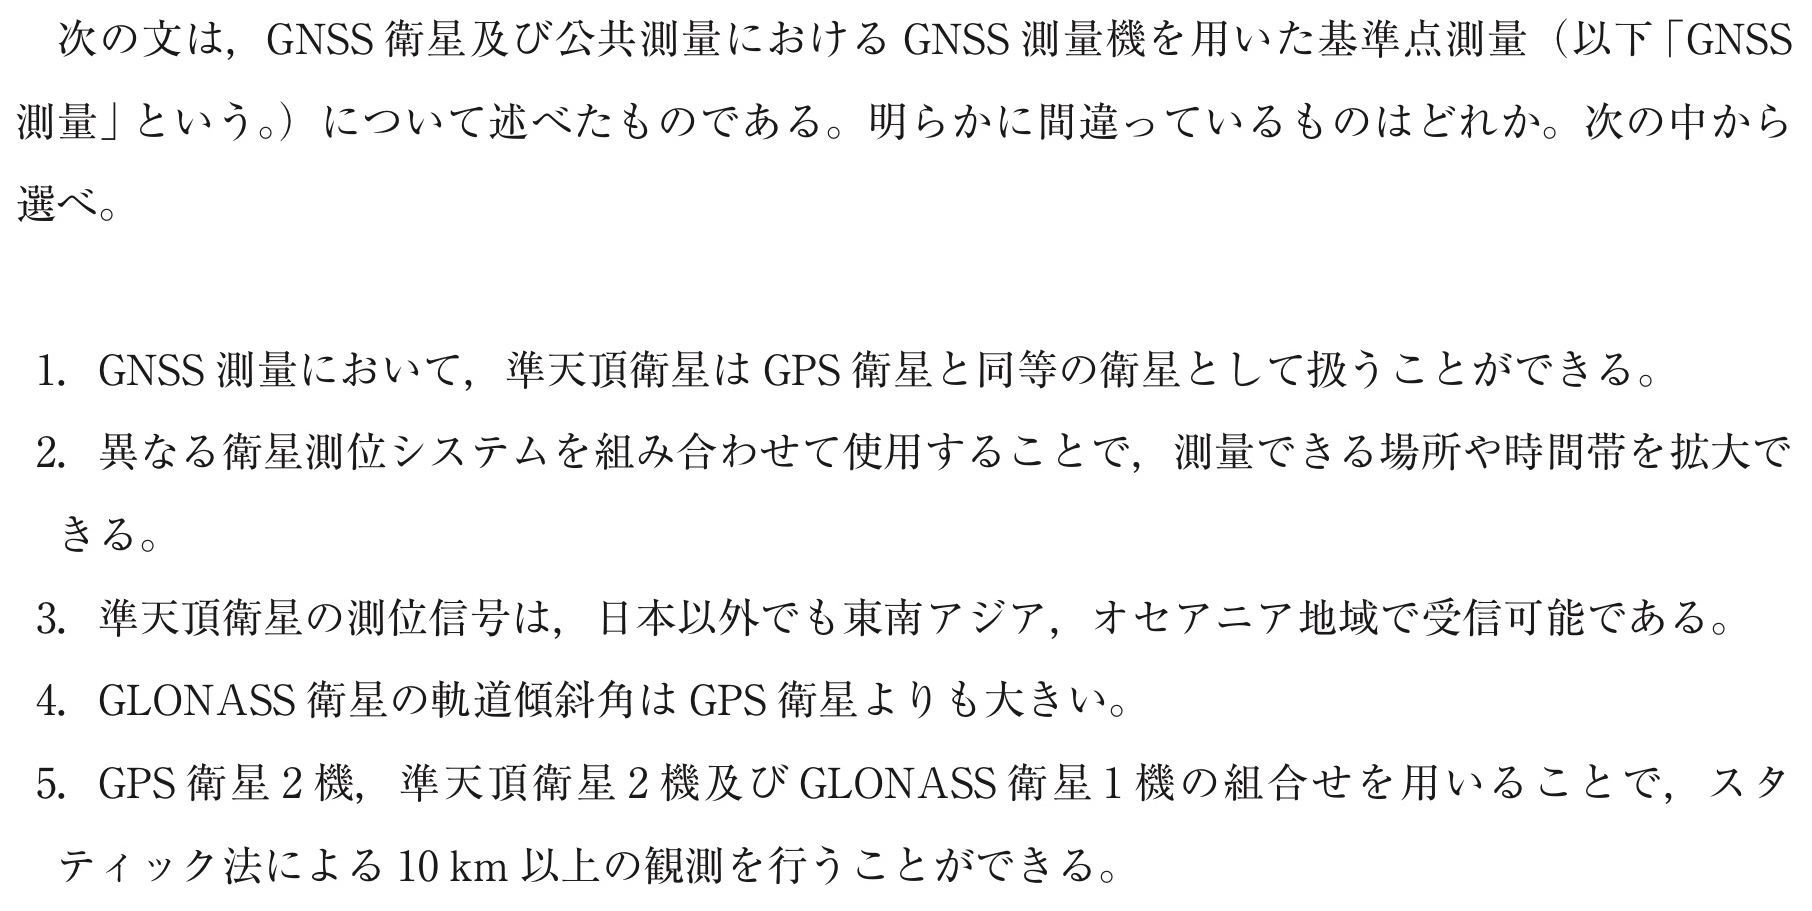 次の文は，GNSS 衛星及び公共測量における GNSS 測量機を用いた基準点測量（以下「GNSS
測量」という。）について述べたものである。明らかに間違っているものはどれか。次の中から
選べ。
1. GNSS 測量において，準天頂衛星は GPS 衛星と同等の衛星として扱うことができる。
2. 異なる衛星測位システムを組み合わせて使用することで，測量できる場所や時間帯を拡大で
きる。
3. 準天頂衛星の測位信号は，日本以外でも東南アジア，オセアニア地域で受信可能である。
4. GLONASS 衛星の軌道傾斜角は GPS 衛星よりも大きい。
5. GPS 衛星 2 機，準天頂衛星 2 機及び GLONASS 衛星 1 機の組合せを用いることで，スタ
ティック法による 10 km 以上の観測を行うことができる。